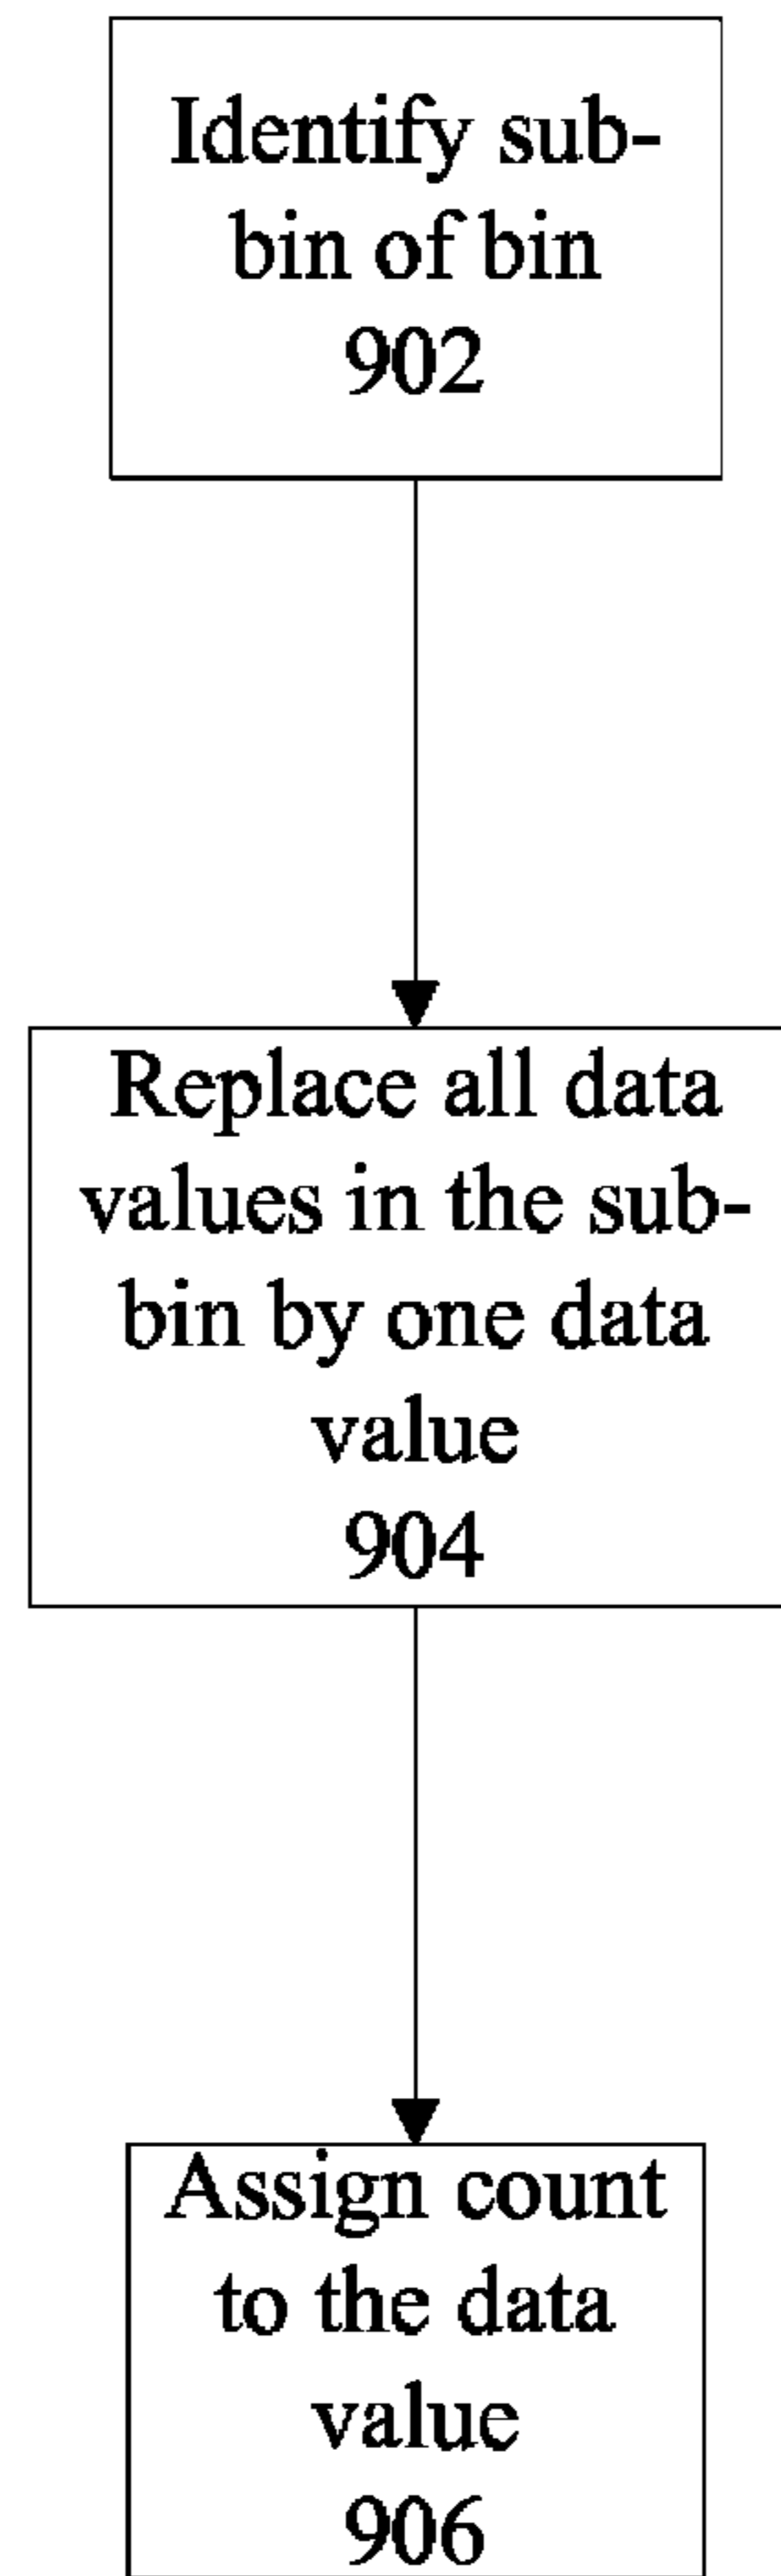 Identify sub-
bin of bin
902
Replace all data
values in the sub-
bin by one data
value
904
Assign count
to the data
value
906